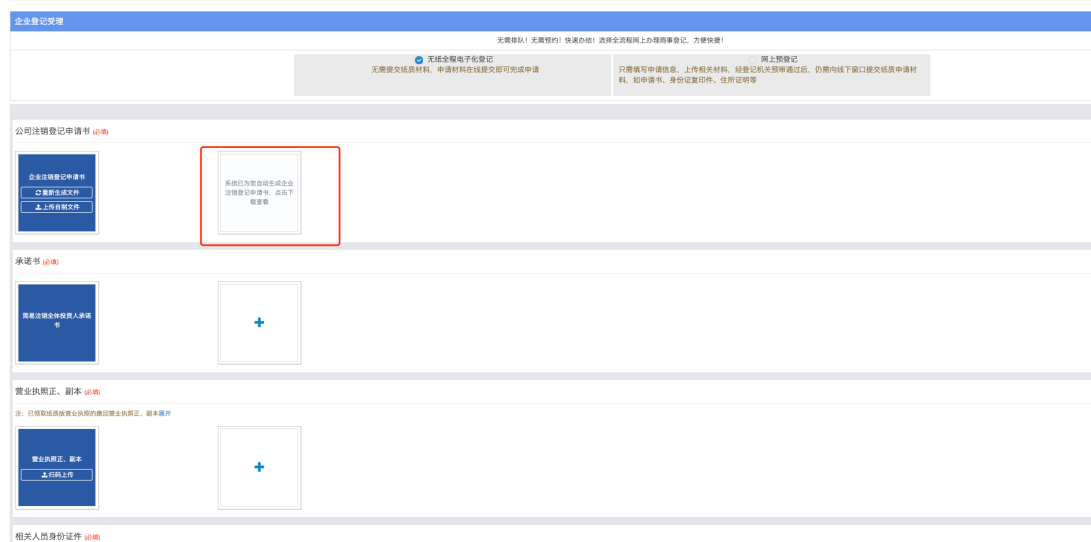 企业登记受理
无需排队！无需预约！快速办结！选择全流程网上办理商事登记、方便快捷！
无纸全程电子化登记
无需提交纸质材料，申请材料在线提交即可完成申请
网上预登记
只需填写申请信息、上传相关材料，经登记机关预审通过后，仍需向线下窗口提交纸质申请材
料，如申请书、身份证复印件、住所证明等
公司注销登记申请书 (必填)
企业注销登记申请书
重新生成文件
上传自制文件
系统已为您自动生成企业
注销登记申请书，点击下
载查看
承诺书 (必填)
简易注销全体投资人承诺
书
营业执照正、副本 (必填)
注：已领取纸质版营业执照的缴回营业执照正、副本展开
营业执照正、副本
扫码上传
相关人员身份证件 (必填)